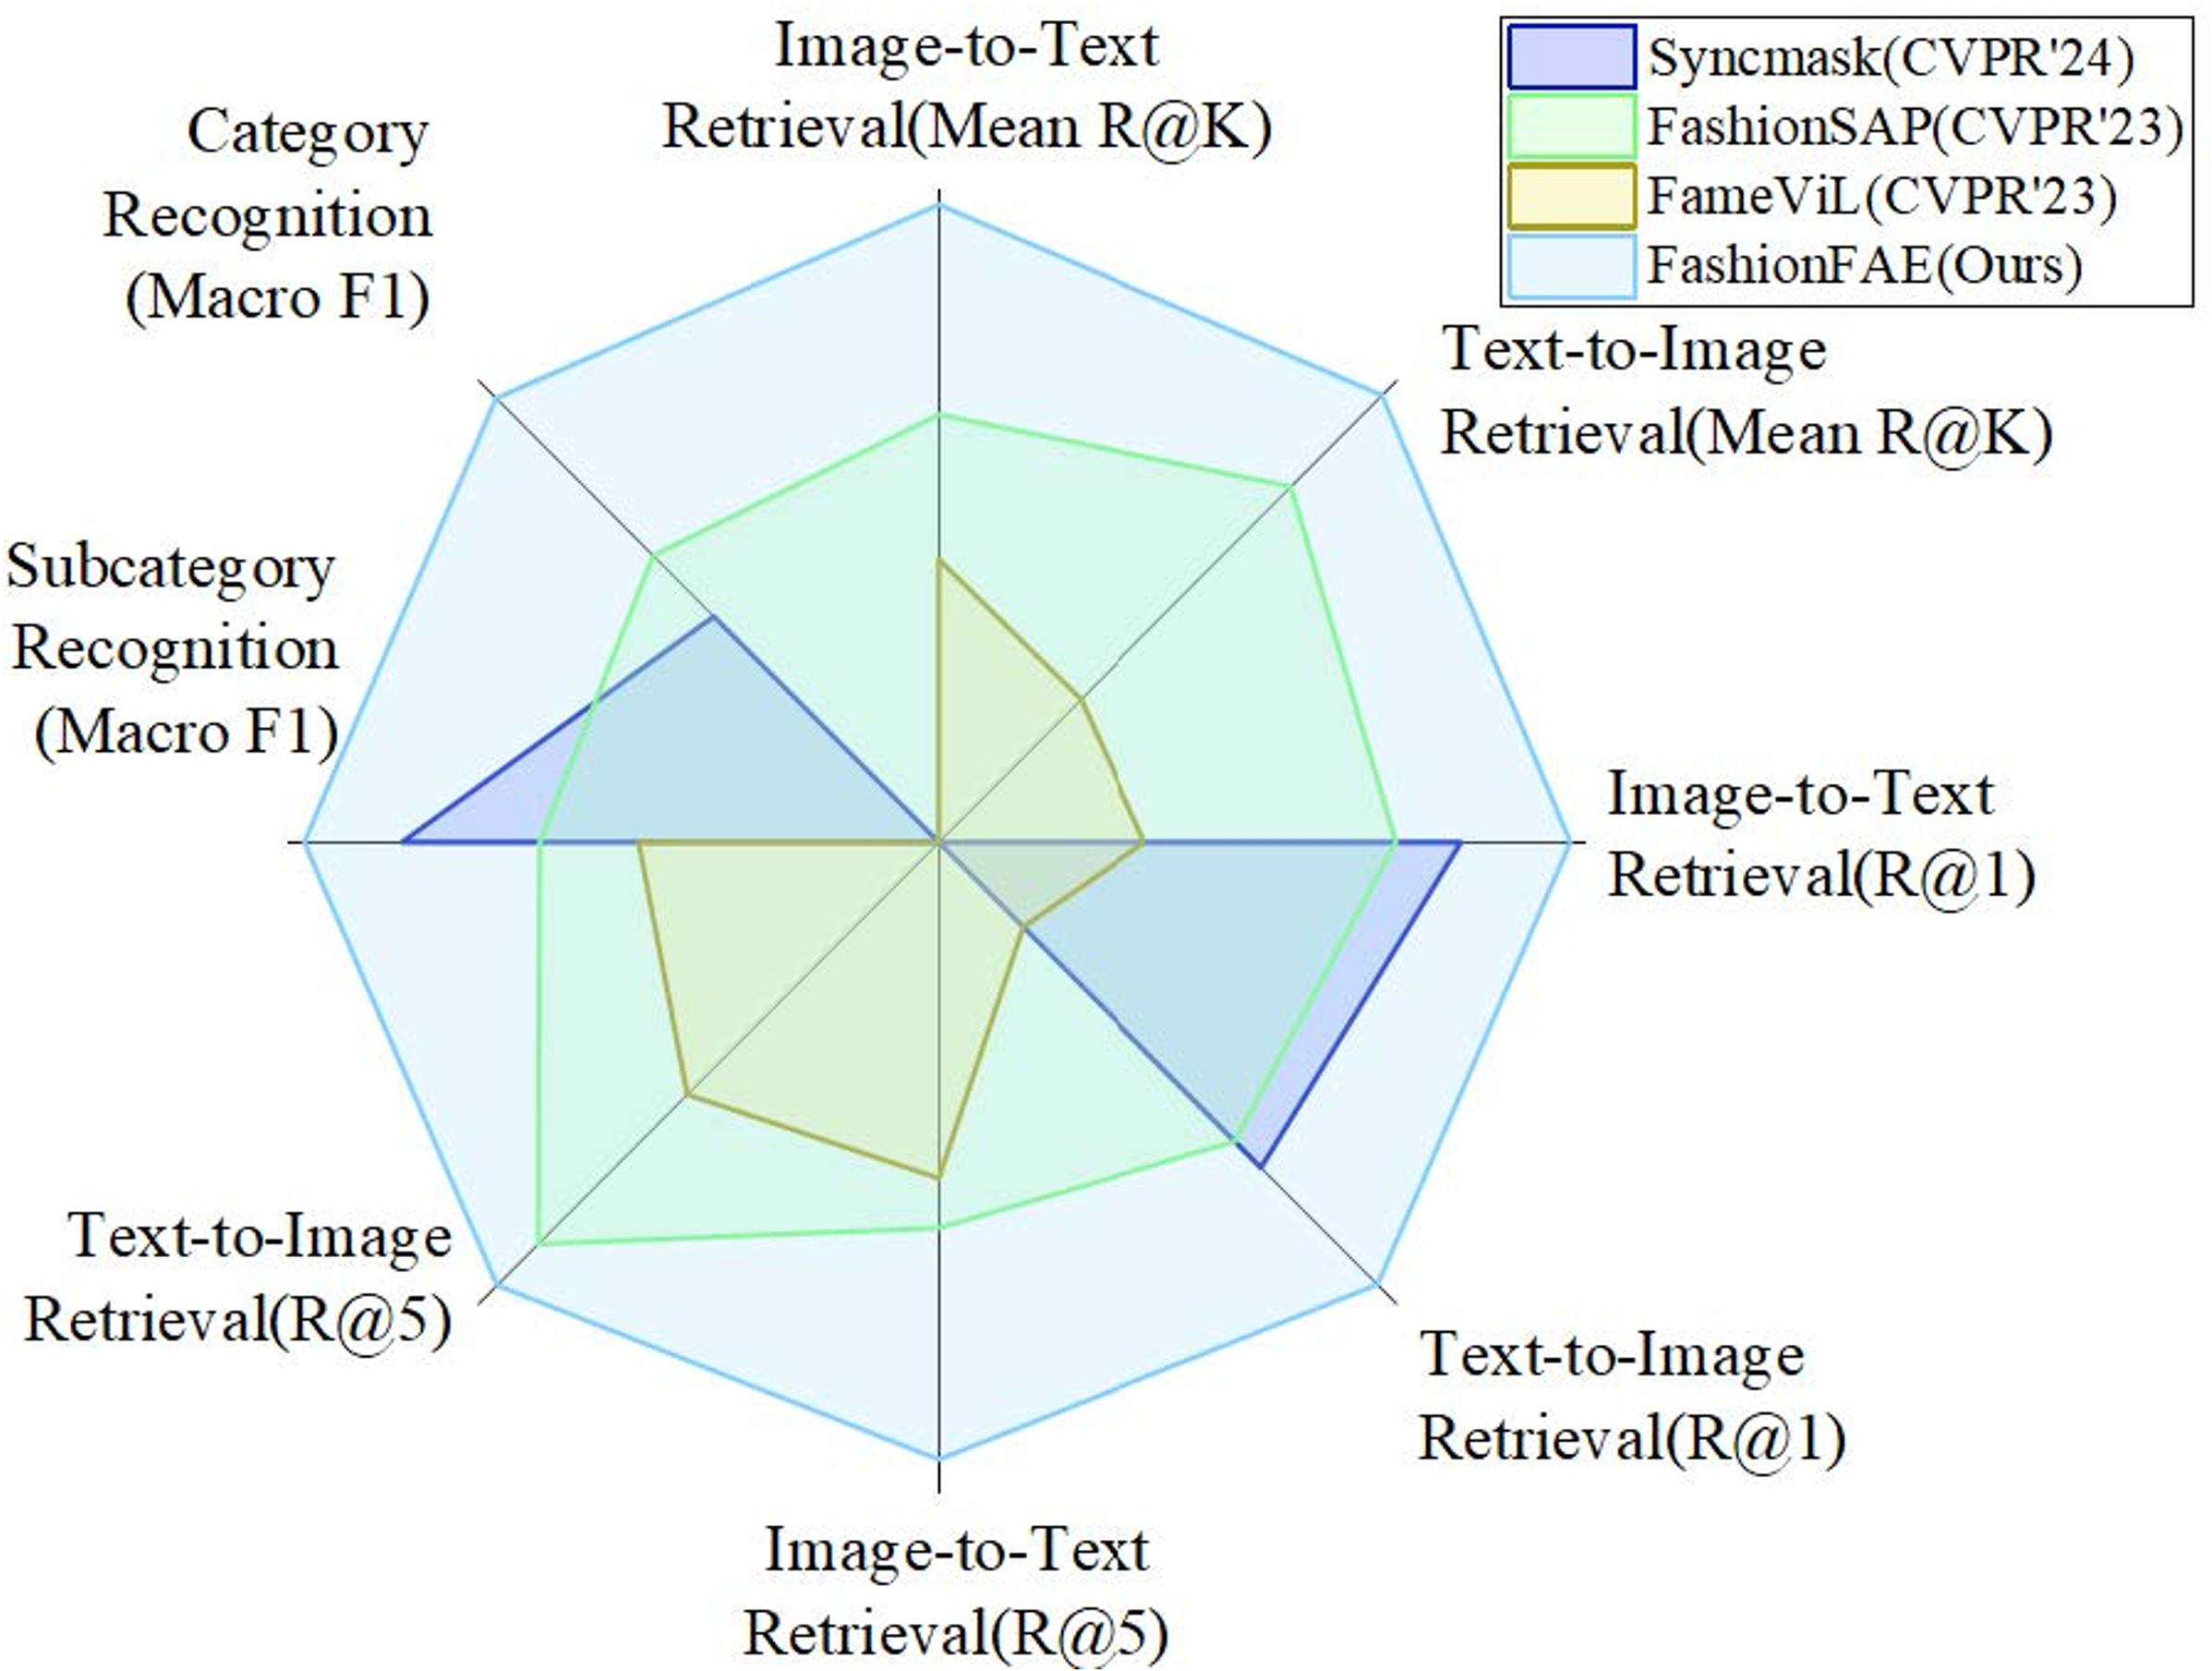 Image-to-Text
Retrieval(Mean R@K)
Syncmask(CVPR'24)
FashionSAP(CVPR'23)
FameViL(CVPR'23)
FashionFAE(Ours)
Category
Recognition
(Macro F1)
Text-to-Image
Retrieval(Mean R@K)
Subcategory
Recognition
(Macro F1)
Image-to-Text
Retrieval(R@1)
Text-to-Image
Retrieval(R@5)
Text-to-Image
Retrieval(R@1)
Image-to-Text
Retrieval(R@5)